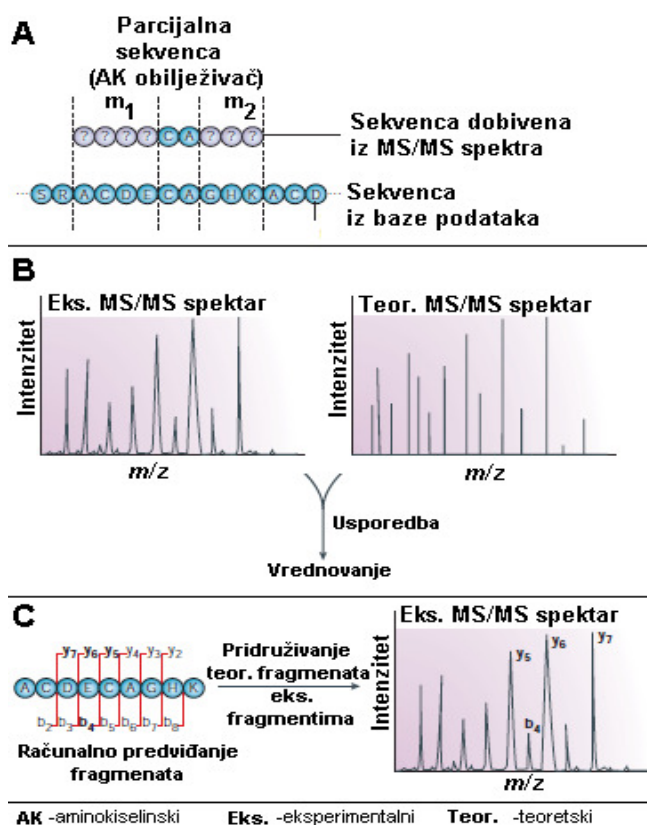 A
Parcijalna
sekvenca
(AK obilježivač)
m1 m2
? ? ? ? C A ? ? ?
Sekvenca dobivena
iz MS/MS spektra
S R A C D E C A G H K A C D
Sekvenca
iz baze podataka
B
Eks. MS/MS spektar
Teor. MS/MS spektar
Intenzitet
Intenzitet
m/z
m/z
Usporedba
Vrednovanje
C
y7 y6 y5 y4 y3 y2
A C D E C A G H K
b2 b3 b4 b5 b6 b7 b8
Računalno predviđanje
fragmenata
Pridruživanje
teor. fragmenata
eks.
fragmentima
Eks. MS/MS spektar
Intenzitet
y5 b4 y6 y7
m/z
AK -aminokiselinski Eks. -eksperimentalni Teor. -teoretski